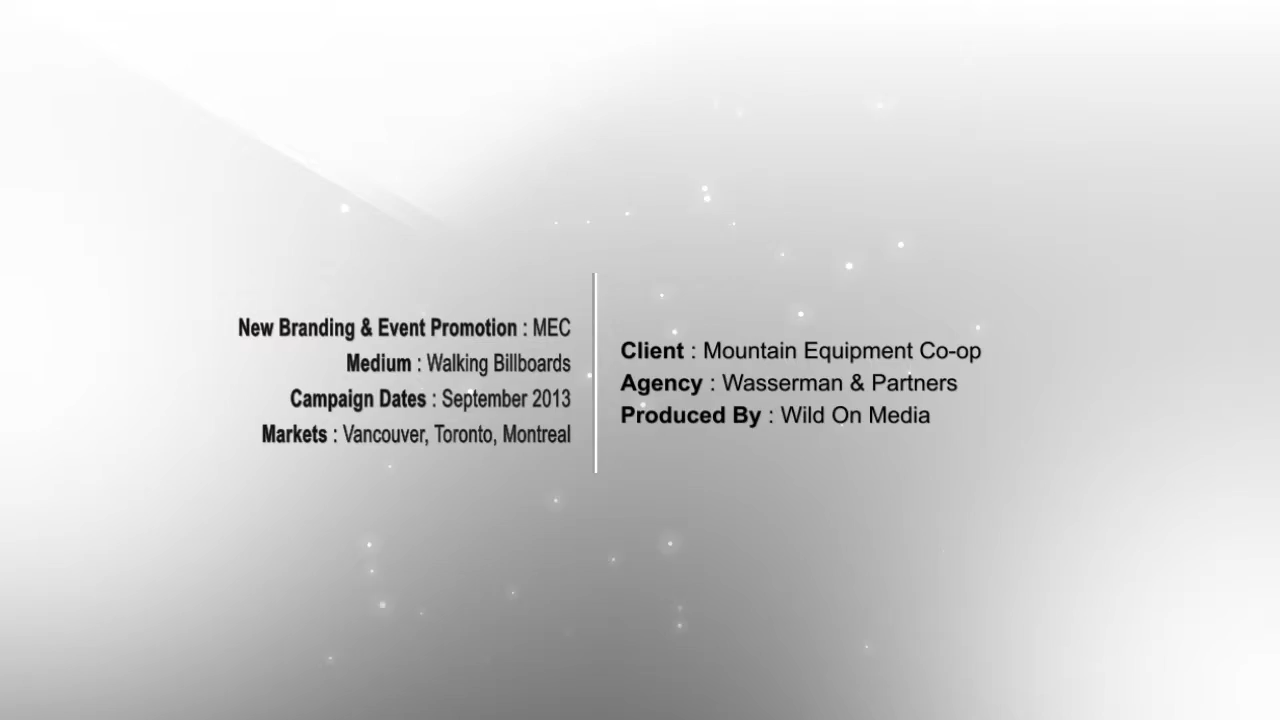 New Branding & Event Promotion : MEC
Medium : Walking Billboards
Campaign Dates : September 2013
Markets : Vancouver, Toronto, Montreal
Client : Mountain Equipment Co-op
Agency : Wasserman & Partners
Produced By : Wild On Media